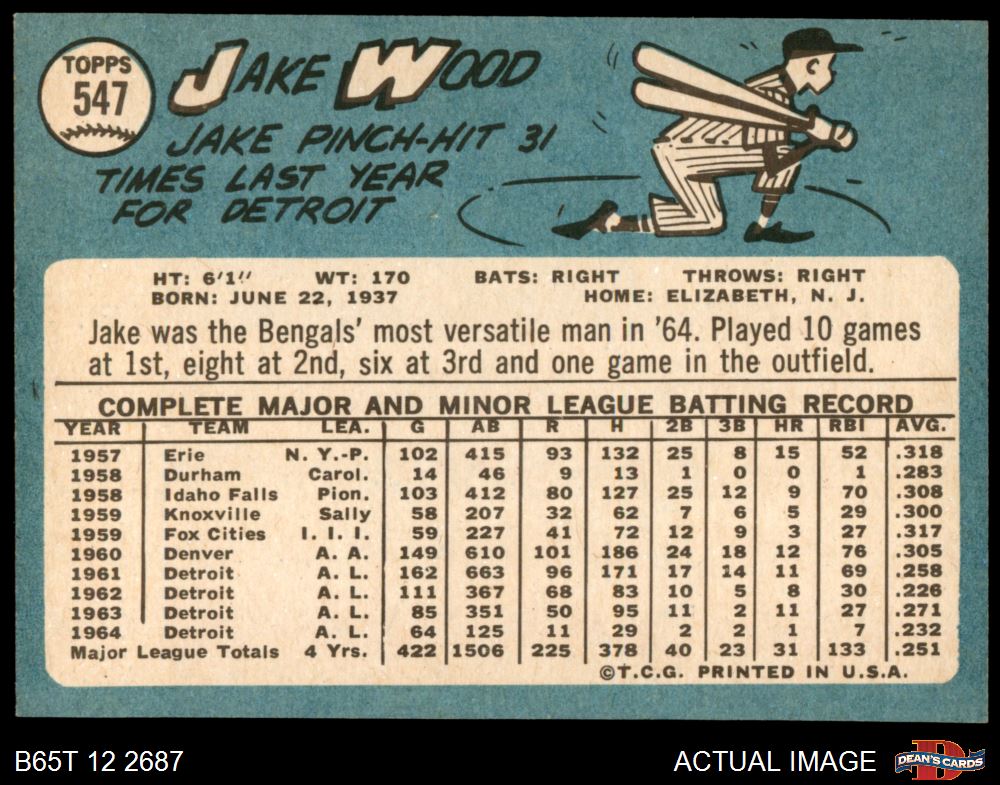 TOPPS
547
JAKE WOOD
JAKE PINCH-HIT 31
TIMES LAST YEAR
FOR DETROIT
HT: 6'1" WT: 170 BATS: RIGHT THROWS: RIGHT
BORN: JUNE 22, 1937 HOME: ELIZABETH, N. J.
Jake was the Bengals' most versatile man in '64. Played 10 games
at 1st, eight at 2nd, six at 3rd and one game in the outfield.
COMPLETE MAJOR AND MINOR LEAGUE BATTING RECORD
YEAR TEAM LEA. G AB R H 2B 3B HR RBI AVG.
1957 Erie N. Y.-P. 102 415 93 132 25 8 15 52 .318
1958 Durham Carol. 14 46 9 13 1 0 0 1 .283
1958 Idaho Falls Pion. 103 412 80 127 25 12 9 70 .308
1959 Knoxville Sally 58 207 32 62 7 6 5 29 .300
1959 Fox Cities I. I. I. 59 227 41 72 12 9 3 27 .317
1960 Denver A. A. 149 610 101 186 24 18 12 76 .305
1961 Detroit A. L. 162 663 96 171 17 14 11 69 .258
1962 Detroit A. L. 111 367 68 83 10 5 8 30 .226
1963 Detroit A. L. 85 351 50 95 11 2 11 27 .271
1964 Detroit A. L. 64 125 11 29 2 2 1 7 .232
Major League Totals 4 Yrs. 422 1506 225 378 40 23 31 133 .251
©T.C.G. PRINTED IN U.S.A.
B65T 12 2687 ACTUAL IMAGE DEAN'S CARDS